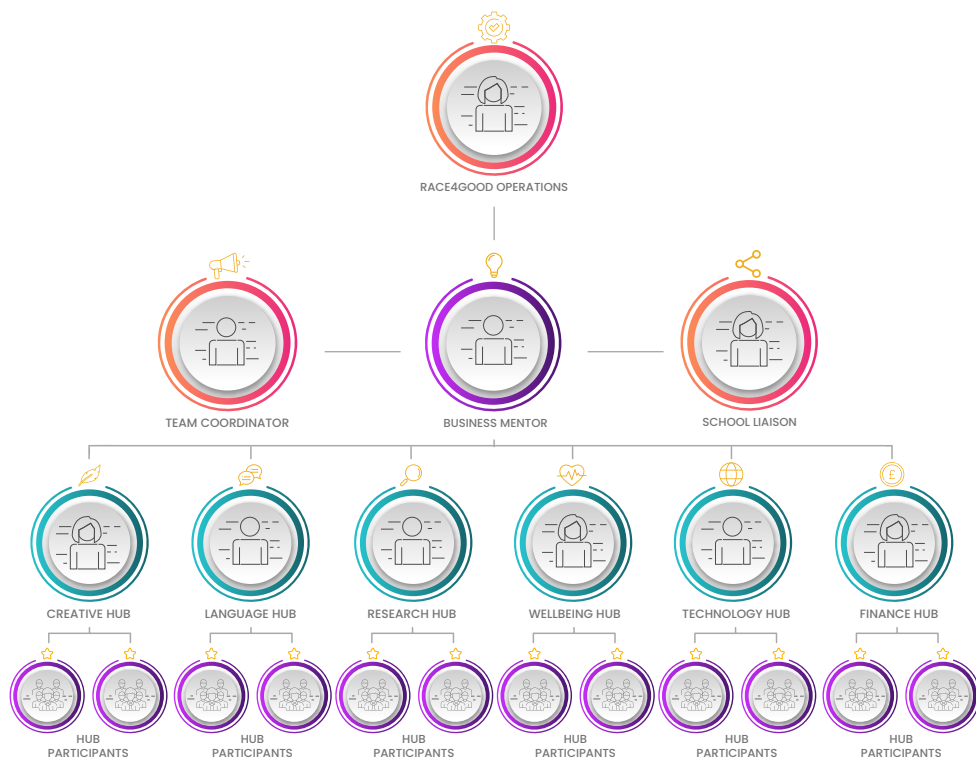 RACE4GOOD OPERATIONS
TEAM COORDINATOR
BUSINESS MENTOR
SCHOOL LIAISON
£
CREATIVE HUB
LANGUAGE HUB
RESEARCH HUB
WELLBEING HUB
TECHNOLOGY HUB
FINANCE HUB
HUB
PARTICIPANTS
HUB
PARTICIPANTS
HUB
PARTICIPANTS
HUB
PARTICIPANTS
HUB
PARTICIPANTS
HUB
PARTICIPANTS